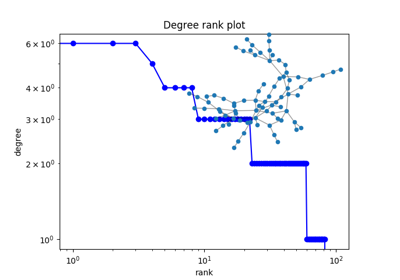 Degree rank plot
6 × 10⁰
4 × 10⁰
3 × 10⁰
2 × 10⁰
10⁰
degree
10⁰ 10¹ 10²
rank